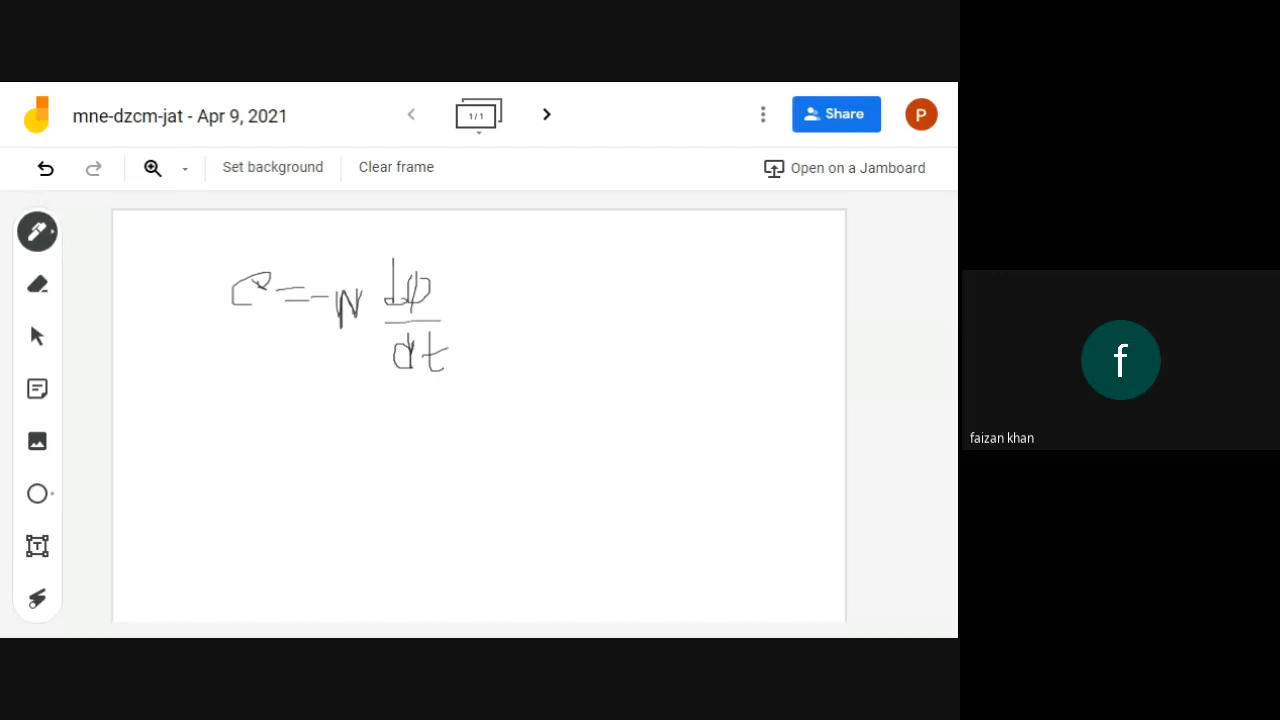 mne-dzcm-jat - Apr 9, 2021
1/1
Share
P
Set background
Clear frame
Open on a Jamboard
e = -N dφ/dt
T
f
faizan khan